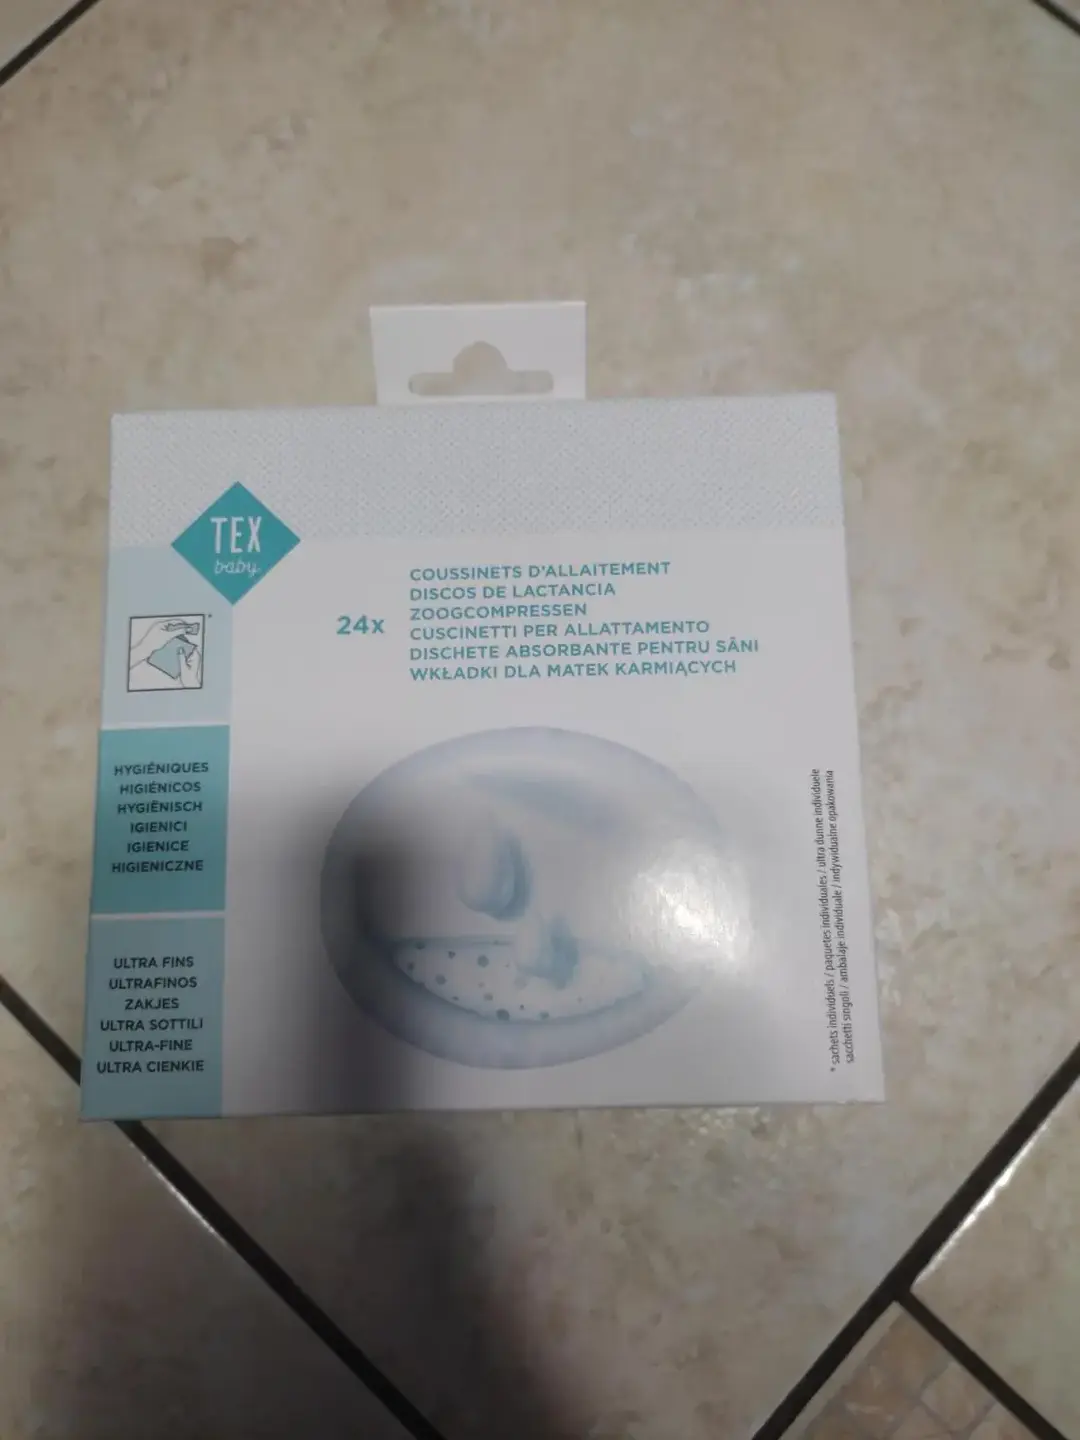 TEX
baby
24x
COUSSINETS D'ALLAITEMENT
DISCOS DE LACTANCIA
ZOOGCOMPRESSEN
CUSCINETTI PER ALLATTAMENTO
DISCHETE ABSORBANTE PENTRU SÂNI
WKŁADKI DLA MATEK KARMIĄCYCH
*
HYGIÉNIQUES
HIGIÉNICOS
HYGIËNISCH
IGIENICI
IGIENICE
HIGIENICZNE
ULTRA FINS
ULTRAFINOS
ZAKJES
ULTRA SOTTILI
ULTRA-FINE
ULTRA CIENKIE
* sachets individuels / paquetes individuales / ultra dunne individuele
sacchetti singoli / ambalaje individuale / indywidualne opakowania